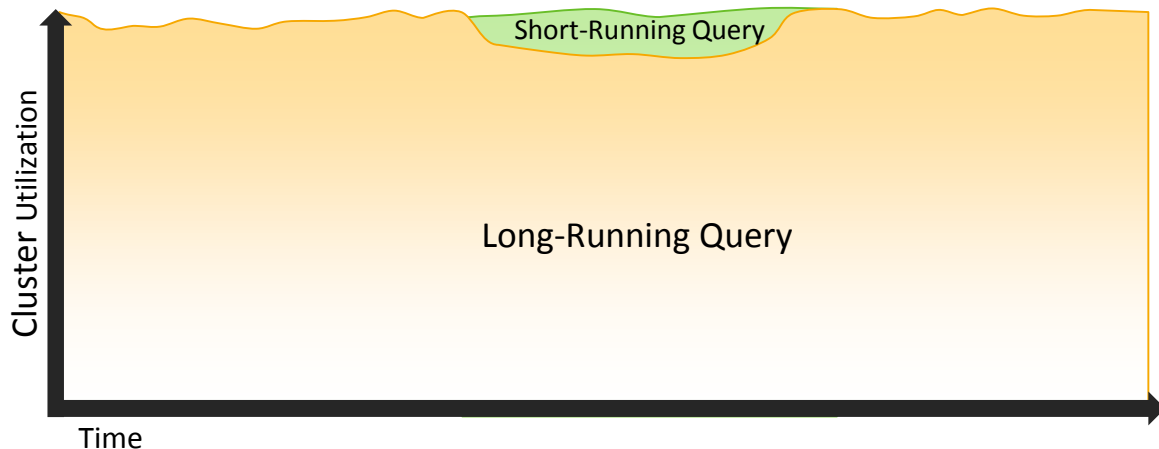 Short-Running Query
Long-Running Query
Cluster Utilization
Time